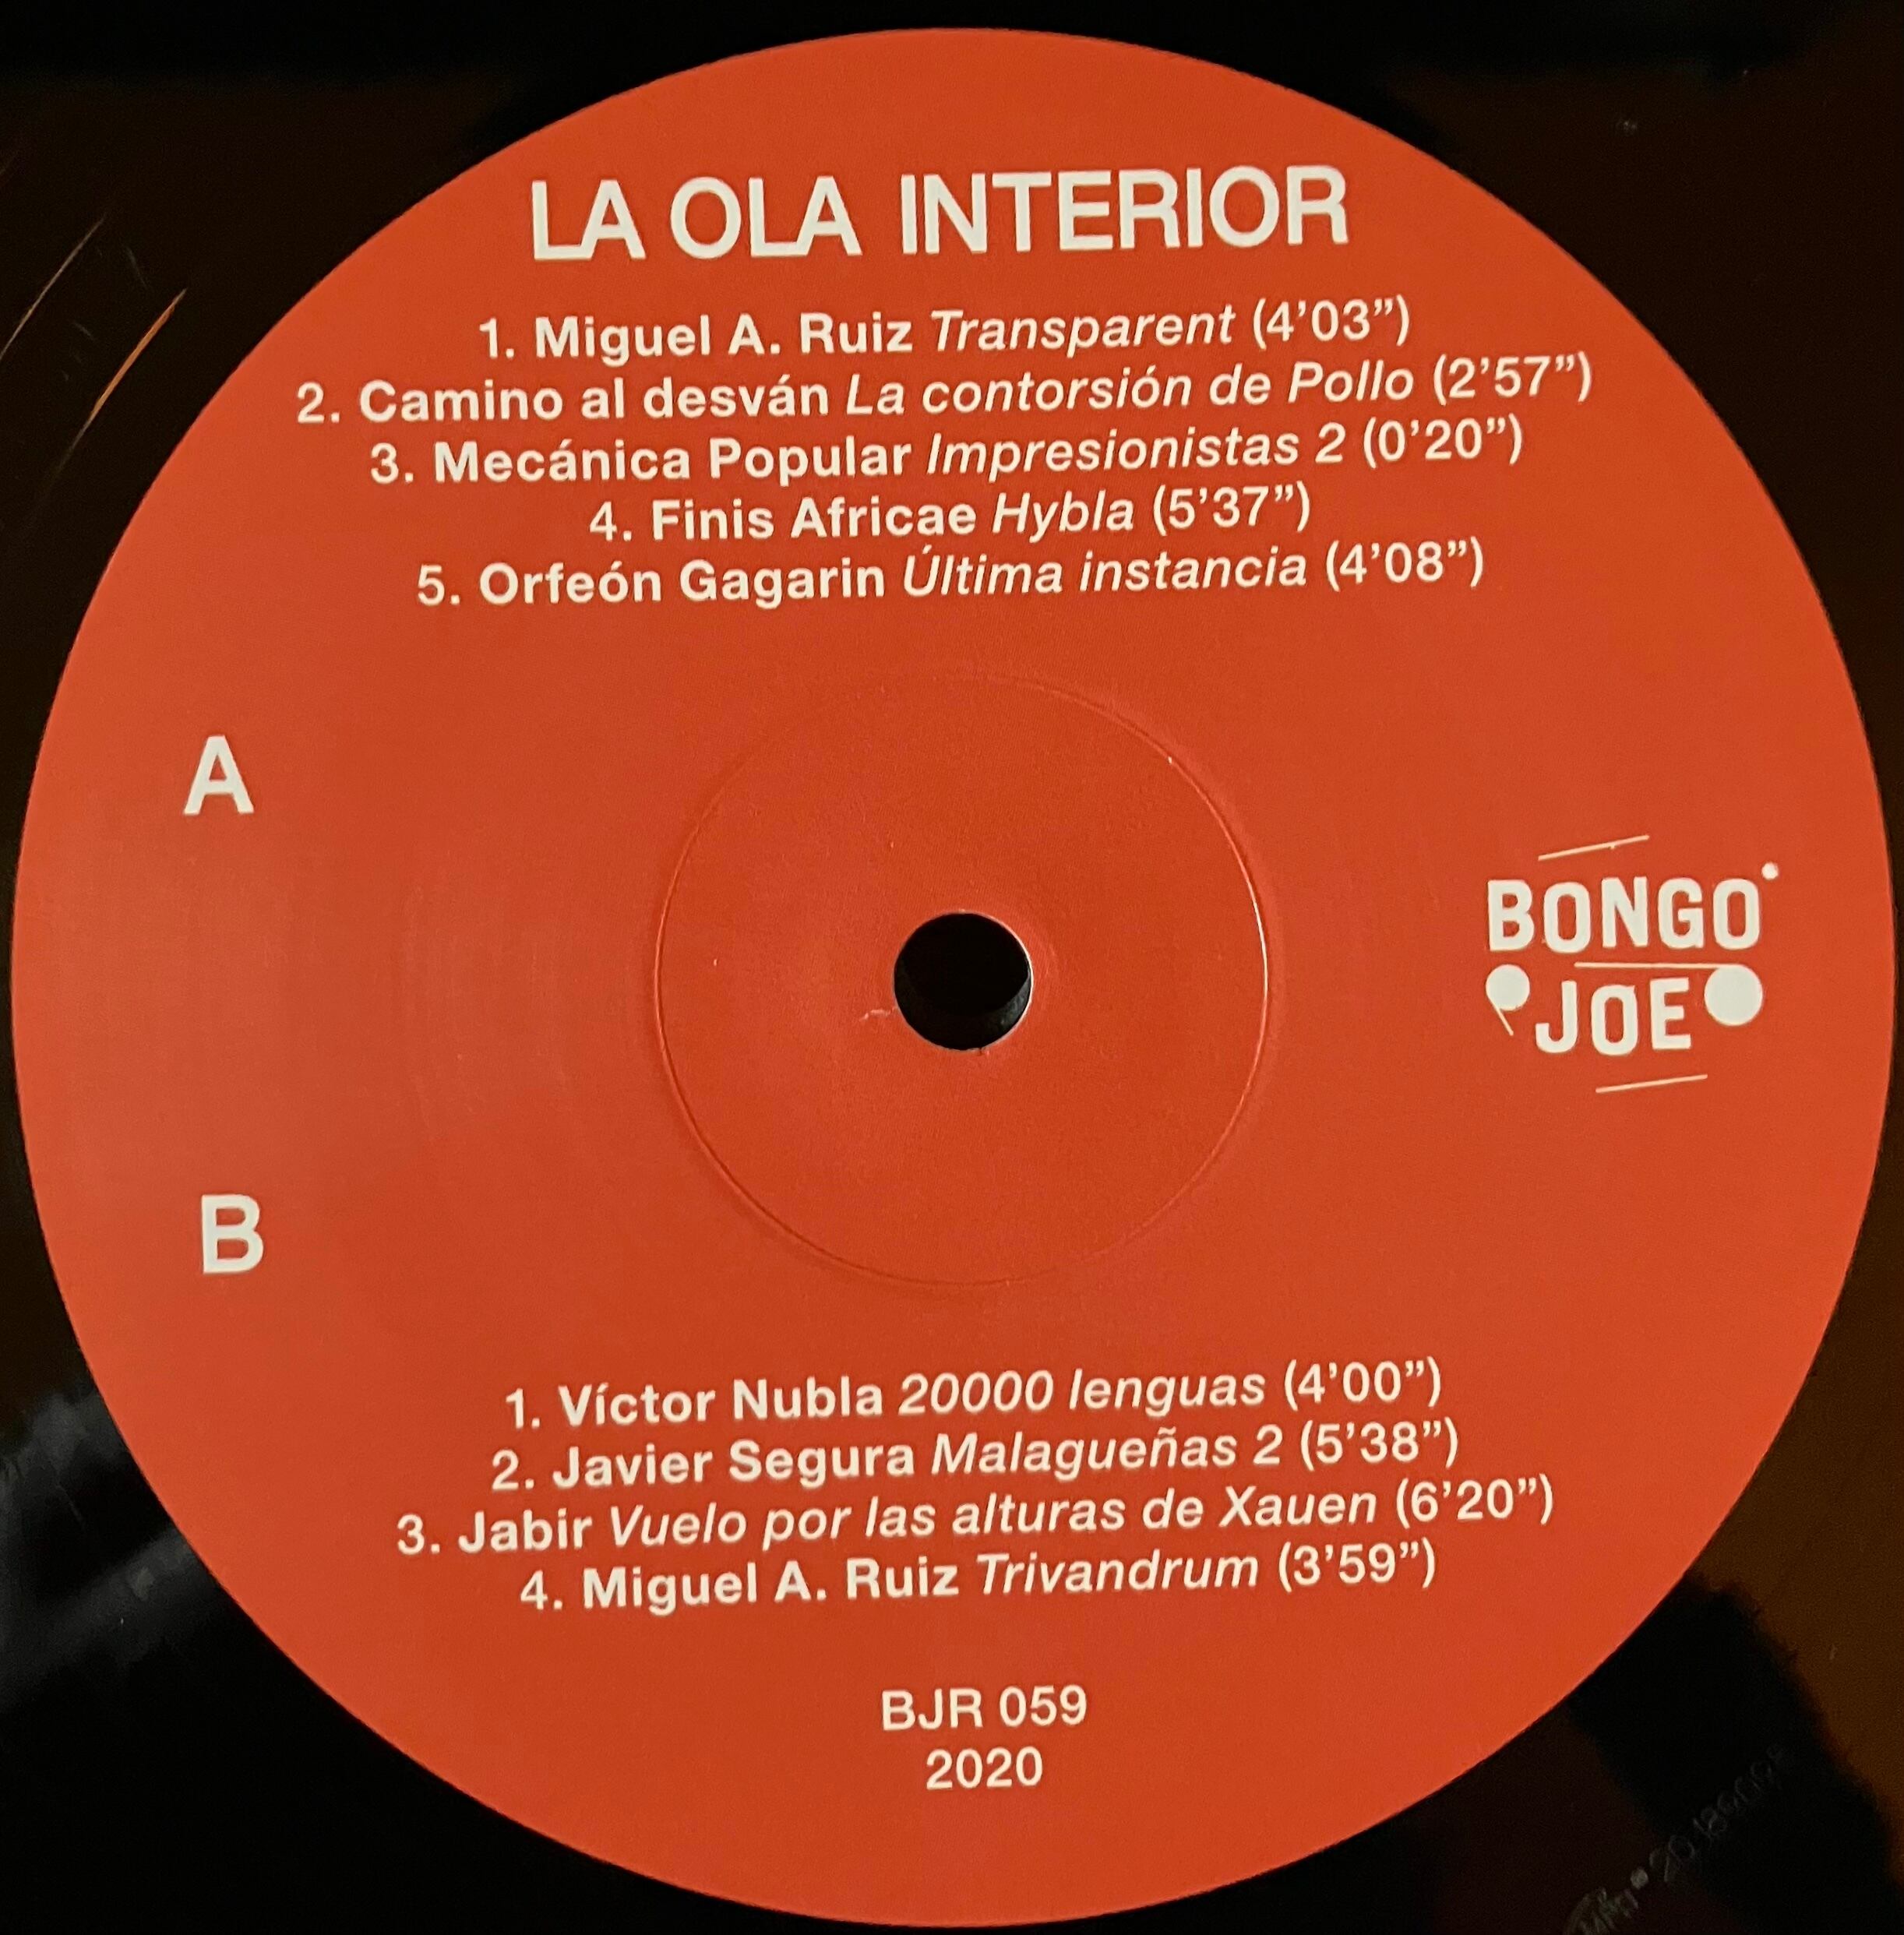 LA OLA INTERIOR
1. Miguel A. Ruiz Transparent (4’03”)
2. Camino al desván La contorsión de Pollo (2’57”)
3. Mecánica Popular Impresionistas 2 (0’20”)
4. Finis Africae Hybla (5’37”)
5. Orfeón Gagarin Última instancia (4’08”)
A
BONGO
JOE
B
1. Víctor Nubla 20000 lenguas (4’00”)
2. Javier Segura Malagueñas 2 (5’38”)
3. Jabir Vuelo por las alturas de Xauen (6’20”)
4. Miguel A. Ruiz Trivandrum (3’59”)
BJR 059
2020